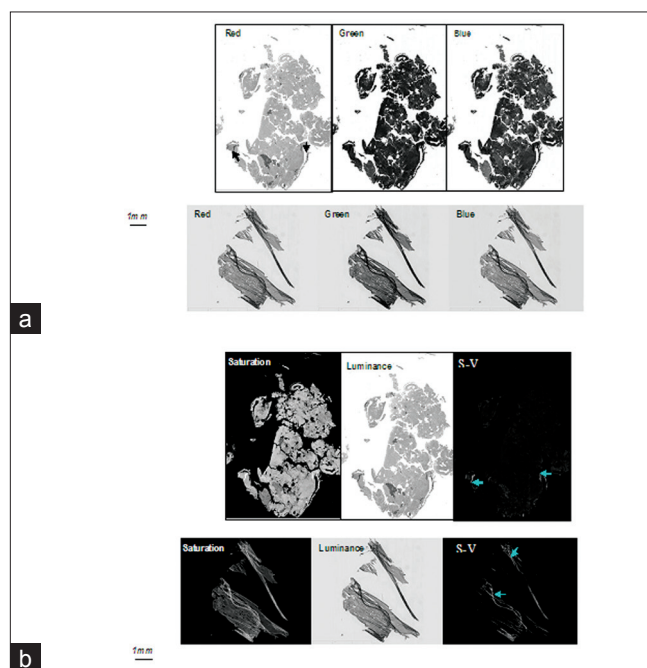 Red Green Blue
1mm
Red Green Blue
a
Saturation Luminance S-V
Saturation Luminance S-V
b
1mm